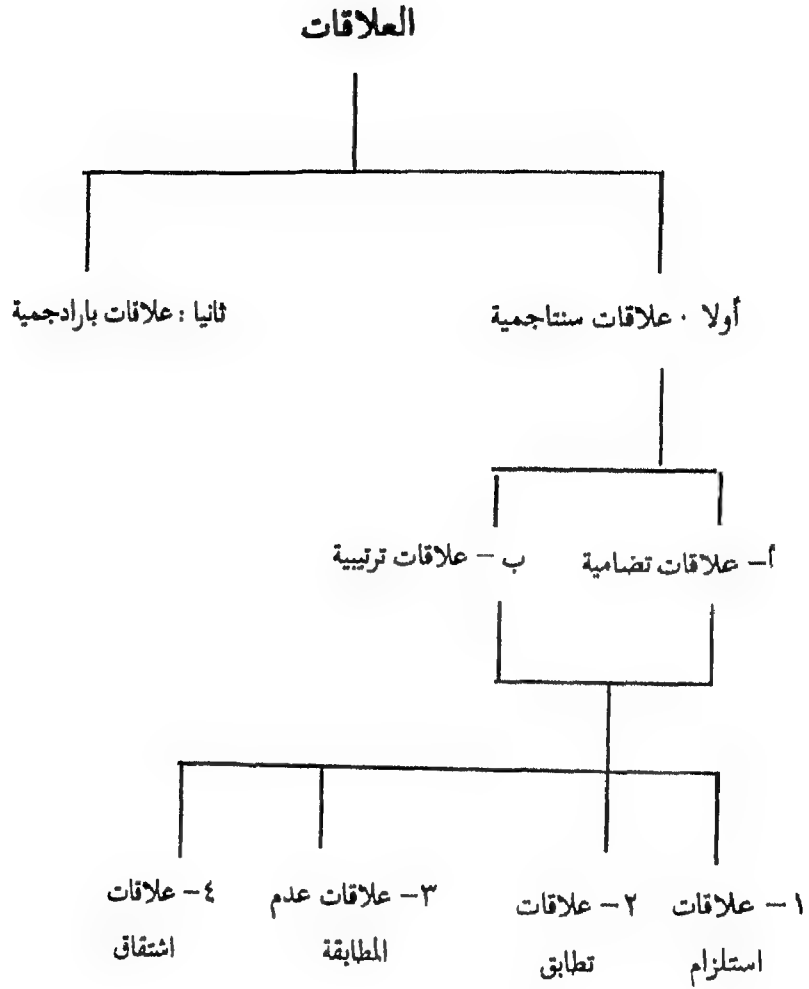 العلاقات
أولا · علاقات سنتاجمية
ثانيا : علاقات بارادجمية
أ– علاقات تضامية
ب – علاقات ترتيبية
١ – علاقات
استلزام
٢ – علاقات
تطابق
٣– علاقات عدم
المطابقة
٤– علاقات
اشتقاق